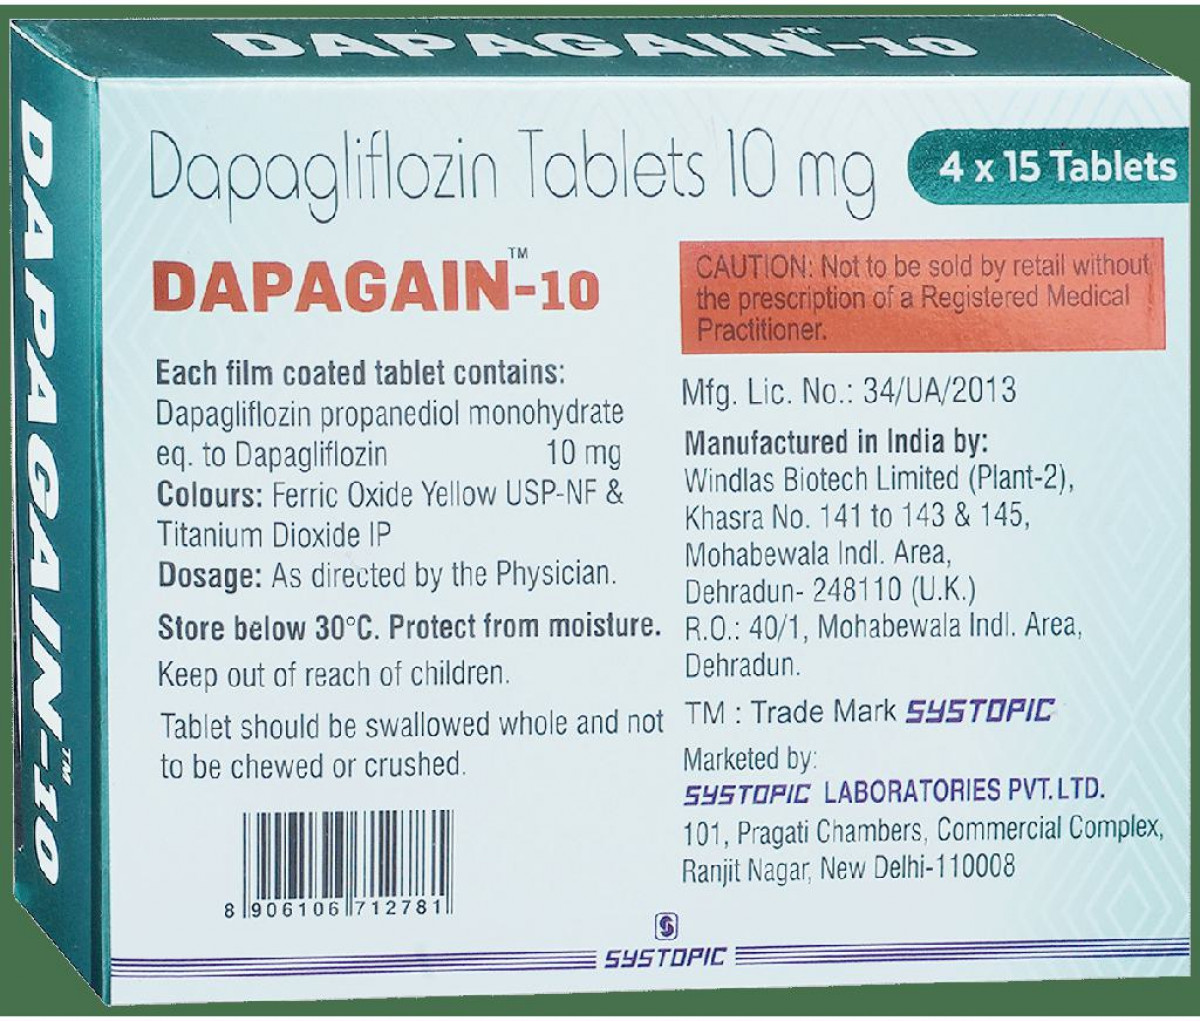 DAPAGAIN™-10
DAPAGAIN™-10
Dapagliflozin Tablets 10 mg
4 x 15 Tablets
DAPAGAIN™-10
Each film coated tablet contains:
Dapagliflozin propanediol monohydrate
eq. to Dapagliflozin 10 mg
Colours: Ferric Oxide Yellow USP-NF &
Titanium Dioxide IP
Dosage: As directed by the Physician.
Store below 30°C. Protect from moisture.
Keep out of reach of children.
Tablet should be swallowed whole and not
to be chewed or crushed.
8 906106 712781
CAUTION: Not to be sold by retail without
the prescription of a Registered Medical
Practitioner.
Mfg. Lic. No.: 34/UA/2013
Manufactured in India by:
Windlas Biotech Limited (Plant-2),
Khasra No. 141 to 143 & 145,
Mohabewala Indl. Area,
Dehradun- 248110 (U.K.)
R.O.: 40/1, Mohabewala Indl. Area,
Dehradun.
TM : Trade Mark SYSTOPIC
Marketed by:
SYSTOPIC LABORATORIES PVT.LTD.
101, Pragati Chambers, Commercial Complex,
Ranjit Nagar, New Delhi-110008
SYSTOPIC